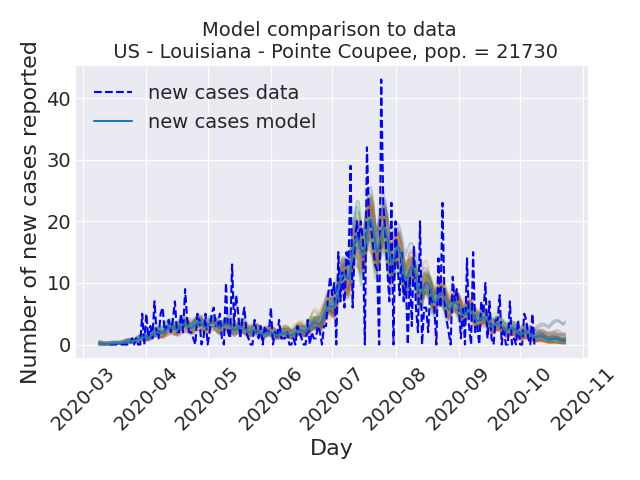 Model comparison to data
US - Louisiana - Pointe Coupee, pop. = 21730
Number of new cases reported
40
30
20
10
0
new cases data
new cases model
2020-03
2020-04
2020-05
2020-06
2020-07
2020-08
2020-09
2020-10
2020-11
Day